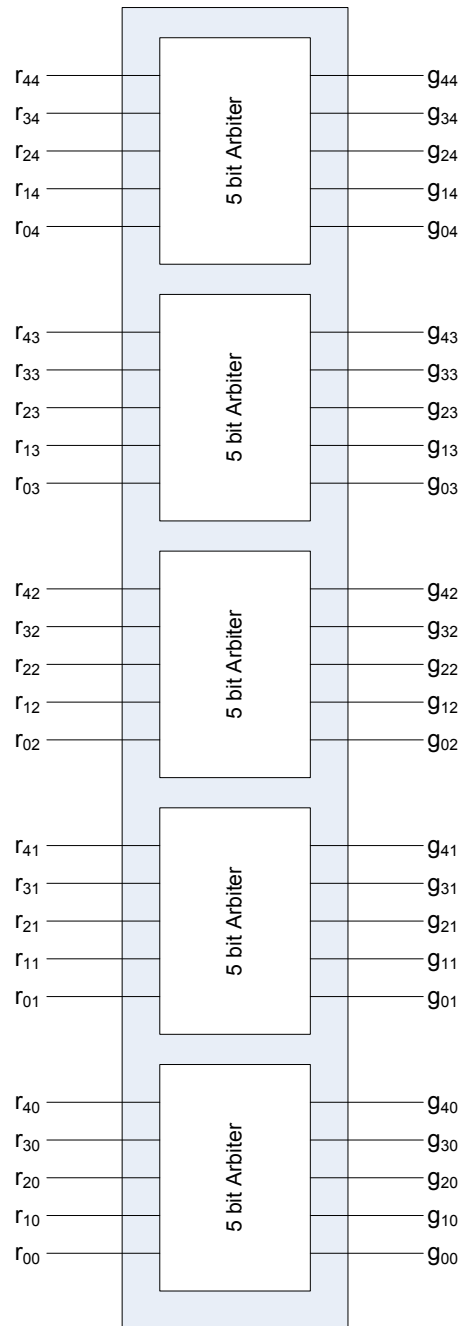 r44 g44
r34 g34
r24 5 bit Arbiter g24
r14 g14
r04 g04
r43 g43
r33 g33
r23 5 bit Arbiter g23
r13 g13
r03 g03
r42 g42
r32 g32
r22 5 bit Arbiter g22
r12 g12
r02 g02
r41 g41
r31 g31
r21 5 bit Arbiter g21
r11 g11
r01 g01
r40 g40
r30 g30
r20 5 bit Arbiter g20
r10 g10
r00 g00